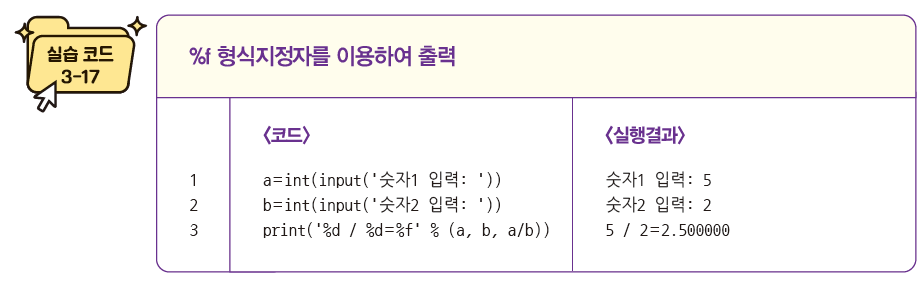 실습 코드
3-17
%f 형식지정자를 이용하여 출력
<코드>
<실행결과>
1 a=int(input('숫자1 입력: ')) 숫자1 입력: 5
2 b=int(input('숫자2 입력: ')) 숫자2 입력: 2
3 print('%d / %d=%f' % (a, b, a/b)) 5 / 2=2.500000